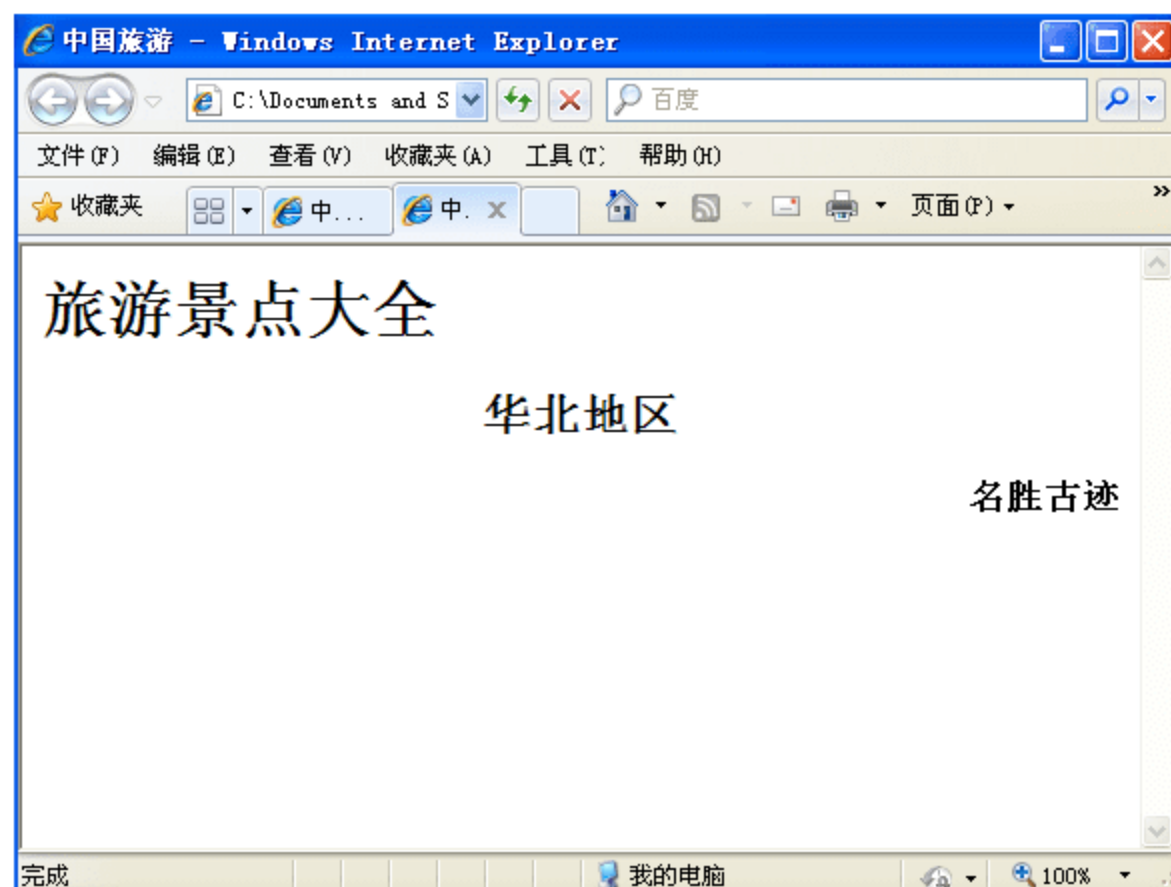 中国旅游 - Windows Internet Explorer
C:\Documents and S 百度
文件(F) 编辑(E) 查看(V) 收藏夹(A) 工具(T) 帮助(H)
收藏夹 中... 中. 页面(P) »
旅游景点大全
华北地区
名胜古迹
完成 我的电脑 100%